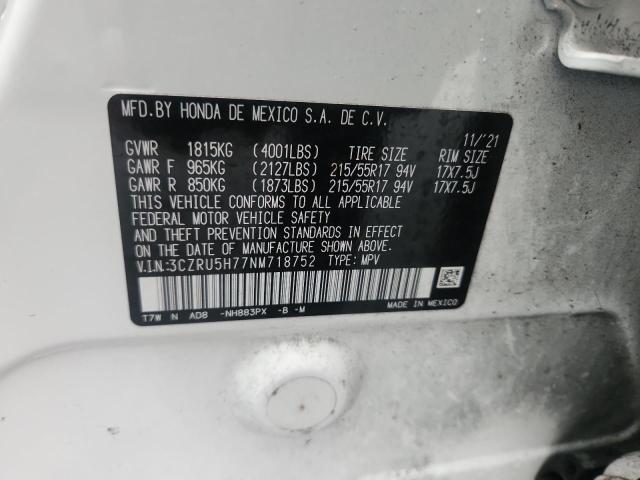 MFD.BY HONDA DE MEXICO S.A. DE C.V.
11/'21
GVWR 1815KG (4001LBS) TIRE SIZE RIM SIZE
GAWR F 965KG (2127LBS) 215/55R17 94V 17X7.5J
GAWR R 850KG (1873LBS) 215/55R17 94V 17X7.5J
THIS VEHICLE CONFORMS TO ALL APPLICABLE
FEDERAL MOTOR VEHICLE SAFETY
AND THEFT PREVENTION STANDARDS IN EFFECT
ON THE DATE OF MANUFACTURE SHOWN ABOVE.
V.I.N:3CZRU5H77NM718752 TYPE: MPV
T7W N AD8 -NH883PX -B -M MADE IN MEXICO